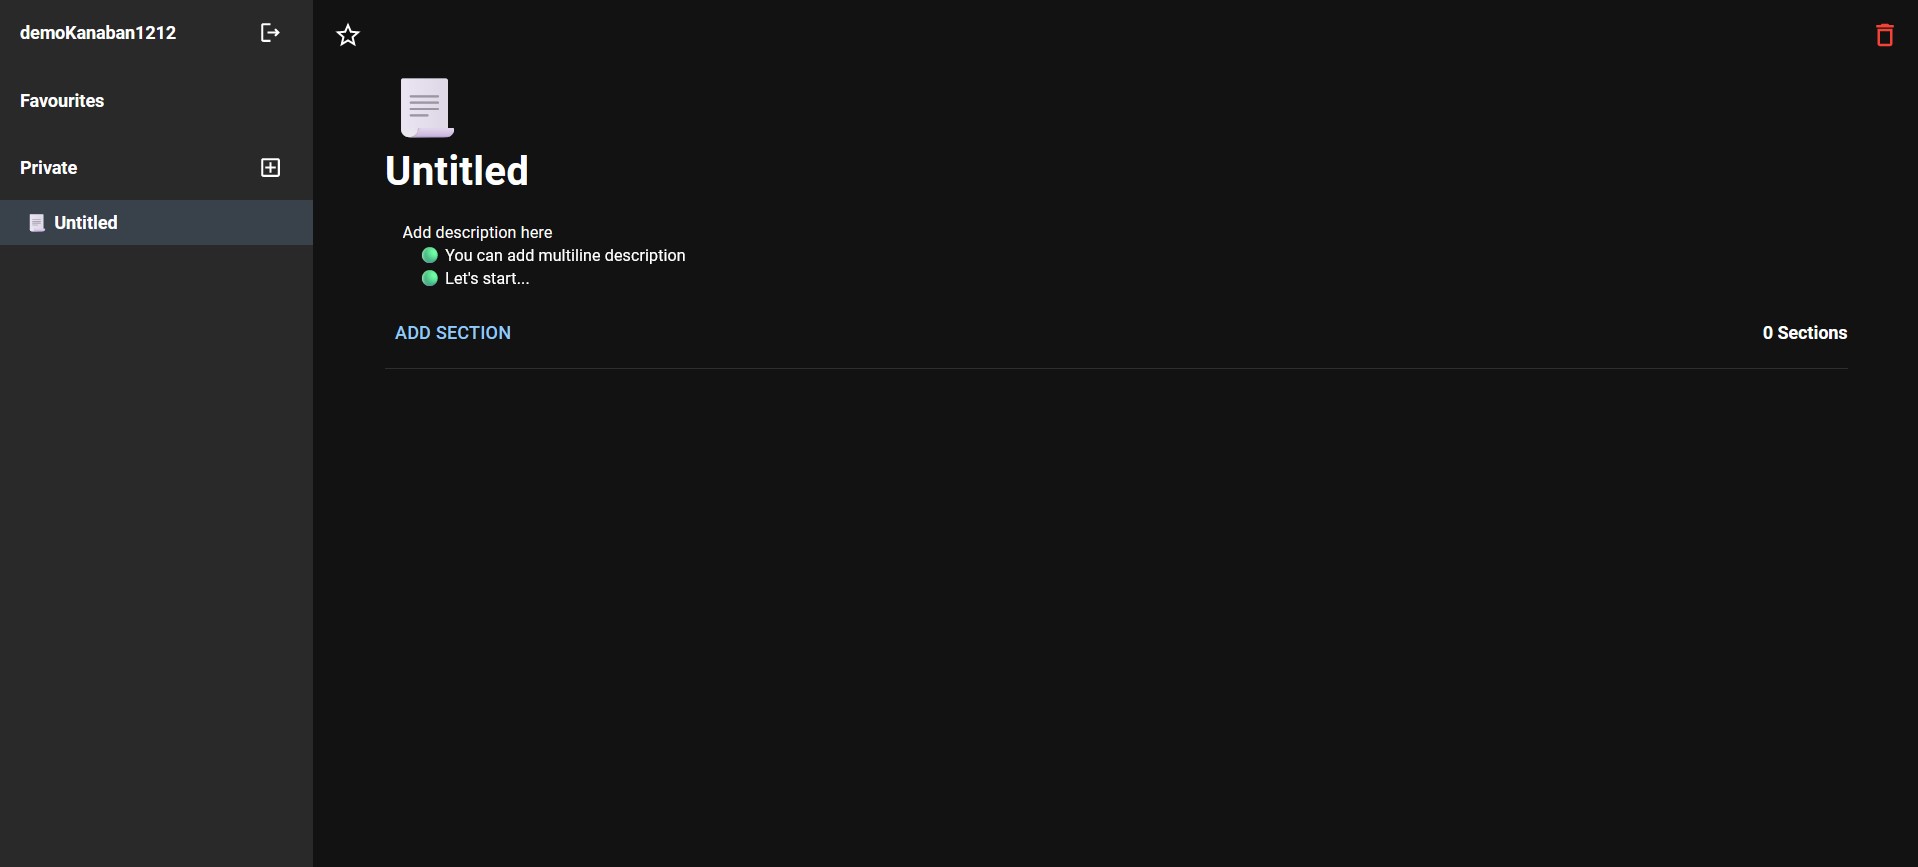 demoKanaban1212
Favourites
Private
Untitled
Untitled
Add description here
You can add multiline description
Let's start...
ADD SECTION
0 Sections